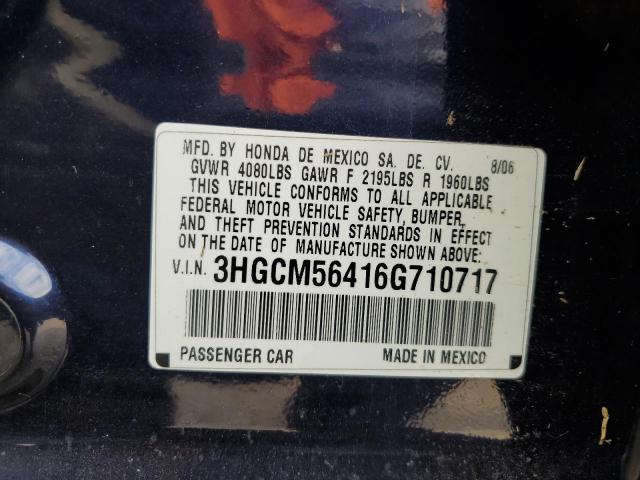 MFD. BY HONDA DE MEXICO SA. DE. CV. 8/06
GVWR 4080LBS GAWR F 2195LBS R 1960LBS
THIS VEHICLE CONFORMS TO ALL APPLICABLE
FEDERAL MOTOR VEHICLE SAFETY, BUMPER,
AND THEFT PREVENTION STANDARDS IN EFFECT
ON THE DATE OF MANUFACTURE SHOWN ABOVE:
V.I.N. 3HGCM56416G710717
PASSENGER CAR MADE IN MEXICO